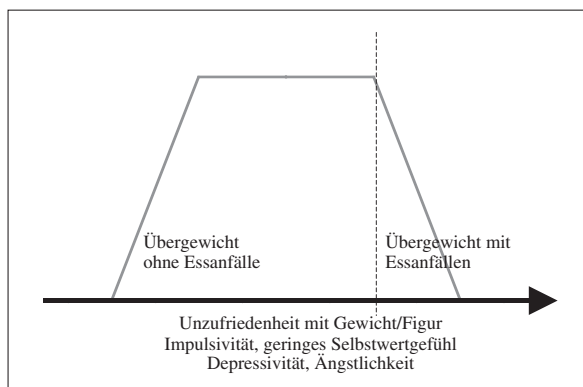 Übergewicht
ohne Essanfälle
Übergewicht mit
Essanfällen
Unzufriedenheit mit Gewicht/Figur
Impulsivität, geringes Selbstwertgefühl
Depressivität, Ängstlichkeit